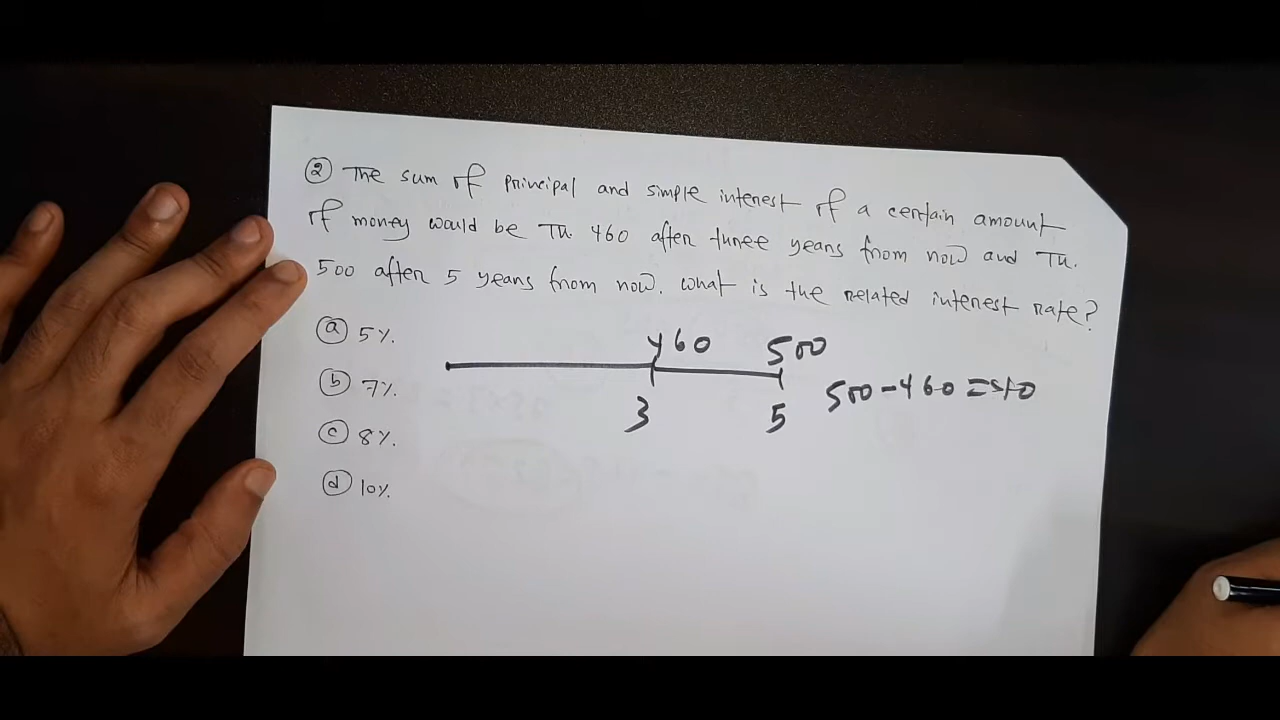 ② The sum of principal and simple interest of a certain amount
of money would be Tk. 460 after three years from now and Tk.
500 after 5 years from now. What is the related interest rate?
ⓐ 5%.
ⓑ 7%.
ⓒ 8%.
ⓓ 10%.
460 500
3 5
500-460=40